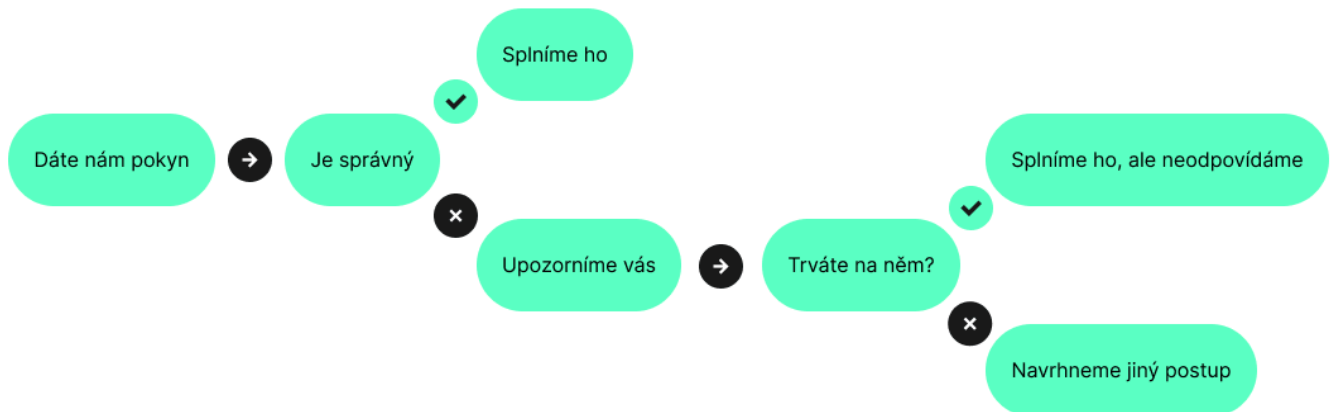 Splníme ho
Dáte nám pokyn
Je správný
Splníme ho, ale neodpovídáme
Upozorníme vás
Trváte na něm?
Navrhneme jiný postup